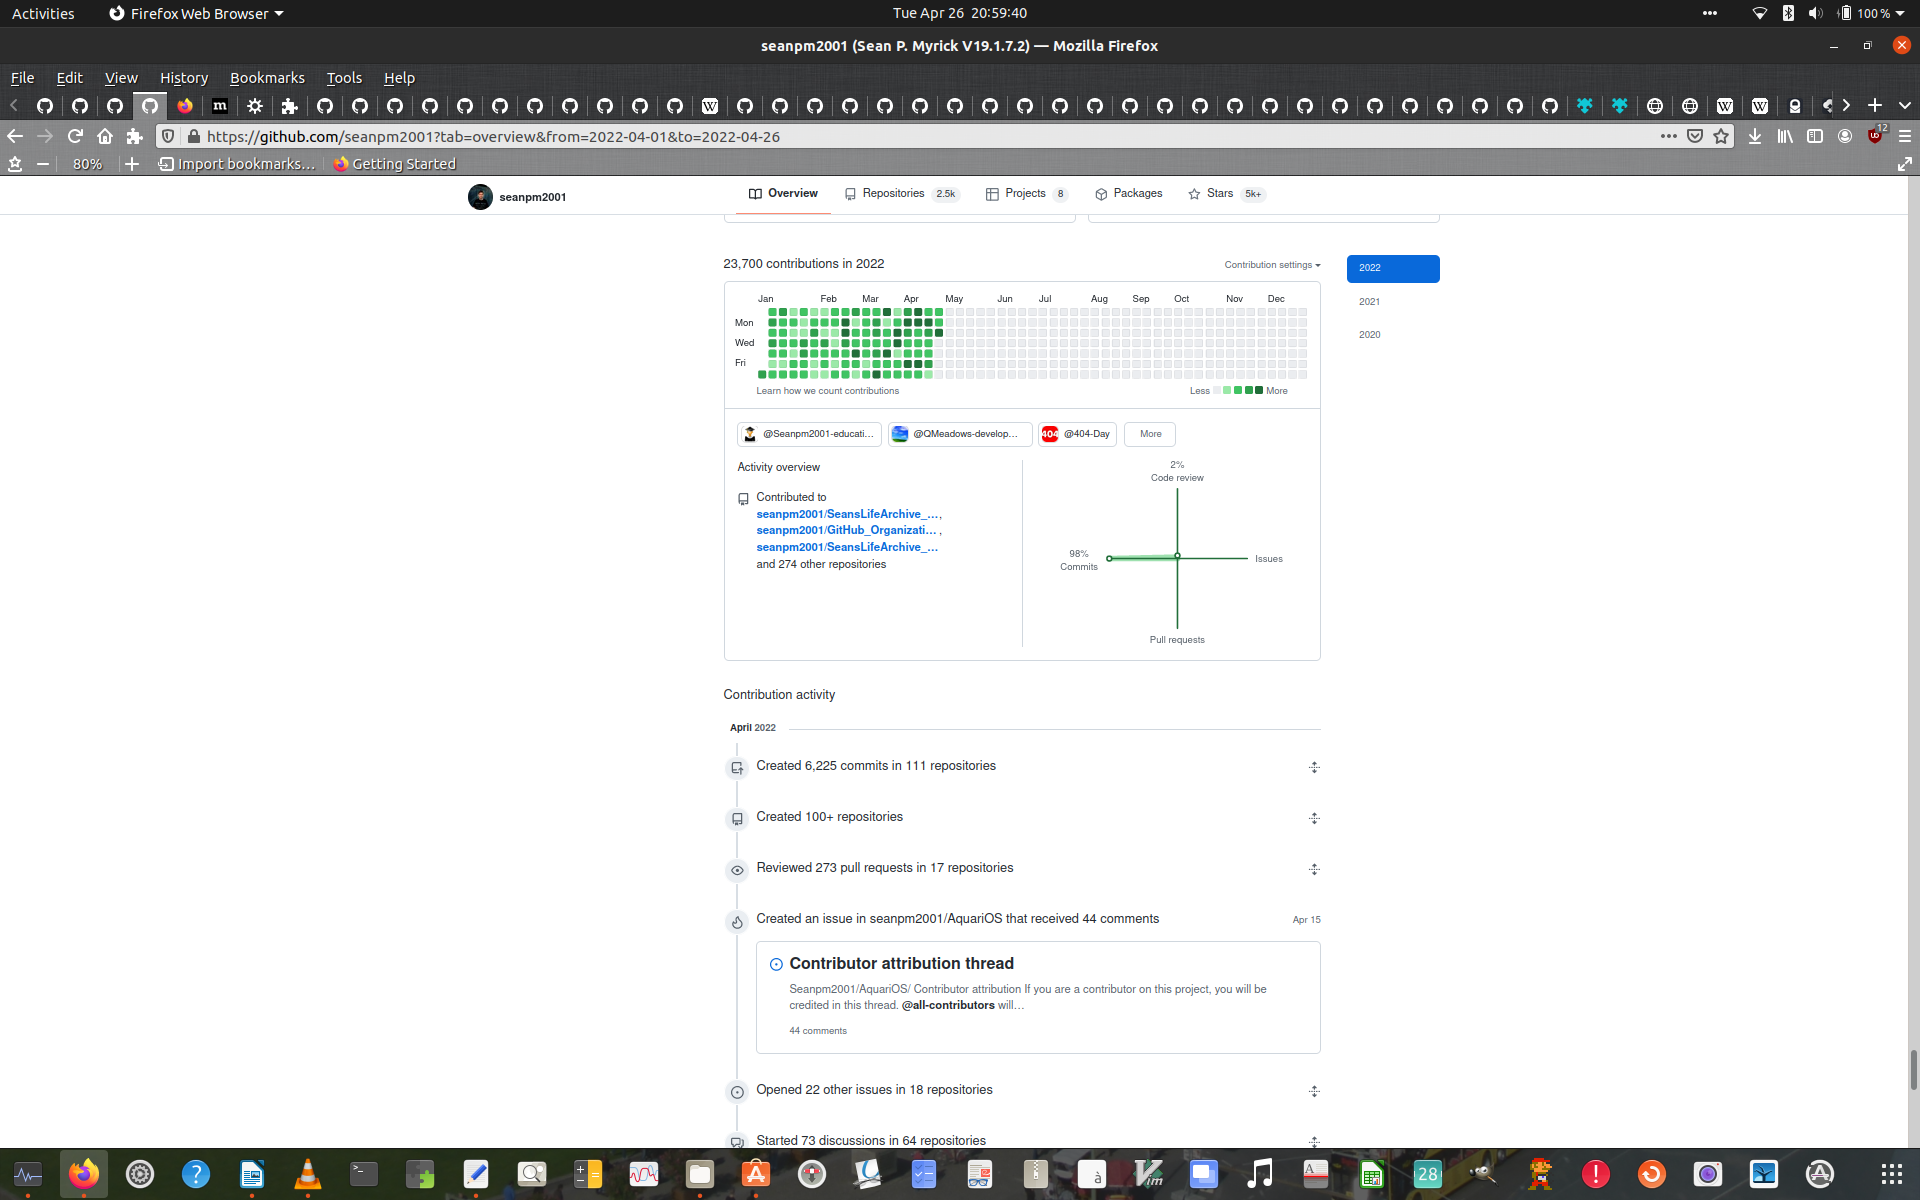 Activities
Firefox Web Browser
Tue Apr 26 20:59:40
100 %
seanpm2001 (Sean P. Myrick V19.1.7.2) — Mozilla Firefox
File Edit View History Bookmarks Tools Help
https://github.com/seanpm2001?tab=overview&from=2022-04-01&to=2022-04-26
12
80%
Import bookmarks...
Getting Started
seanpm2001
Overview
Repositories 2.5k
Projects 8
Packages
Stars 5k+
23,700 contributions in 2022
Contribution settings
2022
2021
2020
Jan Feb Mar Apr May Jun Jul Aug Sep Oct Nov Dec
Mon
Wed
Fri
Learn how we count contributions
Less More
@Seanpm2001-educati...
@QMeadows-develop...
404 @404-Day
More
Activity overview
Contributed to
seanpm2001/SeansLifeArchive_...,
seanpm2001/GitHub_Organizati... ,
seanpm2001/SeansLifeArchive_...
and 274 other repositories
2%
Code review
98%
Commits
Issues
Pull requests
Contribution activity
April 2022
Created 6,225 commits in 111 repositories
Created 100+ repositories
Reviewed 273 pull requests in 17 repositories
Created an issue in seanpm2001/AquariOS that received 44 comments
Apr 15
Contributor attribution thread
Seanpm2001/AquariOS/ Contributor attribution If you are a contributor on this project, you will be
credited in this thread. @all-contributors will...
44 comments
Opened 22 other issues in 18 repositories
Started 73 discussions in 64 repositories
28